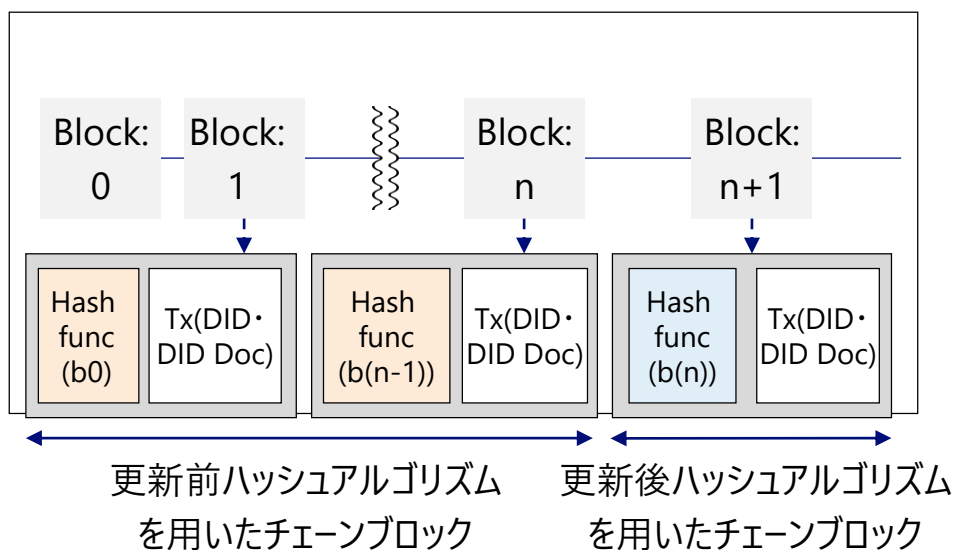 Block:
0
Block:
1
Block:
n
Block:
n+1
Hash
func
(b0)
Tx(DID・
DID Doc)
Hash
func
(b(n-1))
Tx(DID・
DID Doc)
Hash
func
(b(n))
Tx(DID・
DID Doc)
更新前ハッシュアルゴリズム
を用いたチェーンブロック
更新後ハッシュアルゴリズム
を用いたチェーンブロック